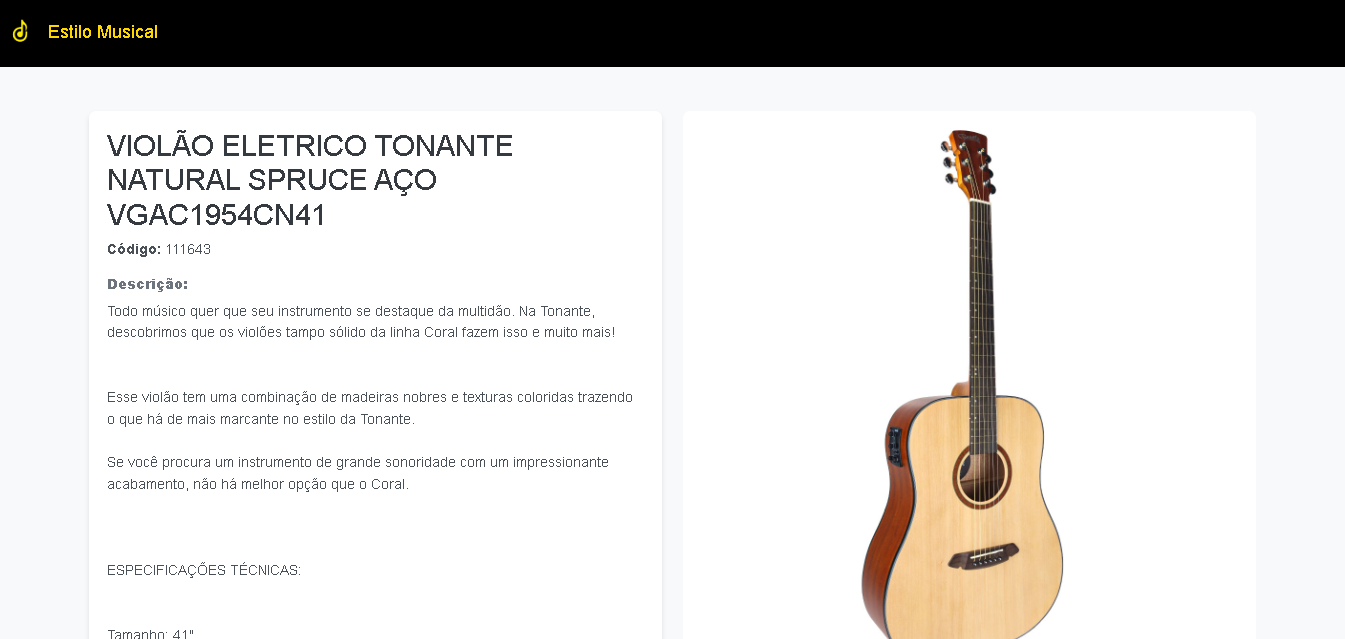 Estilo Musical
VIOLÃO ELETRICO TONANTE
NATURAL SPRUCE AÇO
VGAC1954CN41
Código: 111643
Descrição:
Todo músico quer que seu instrumento se destaque da multidão. Na Tonante,
descobrimos que os violões tampo sólido da linha Coral fazem isso e muito mais!
Esse violão tem uma combinação de madeiras nobres e texturas coloridas trazendo
o que há de mais marcante no estilo da Tonante.
Se você procura um instrumento de grande sonoridade com um impressionante
acabamento, não há melhor opção que o Coral.
ESPECIFICAÇÕES TÉCNICAS:
Tamanho: 41"